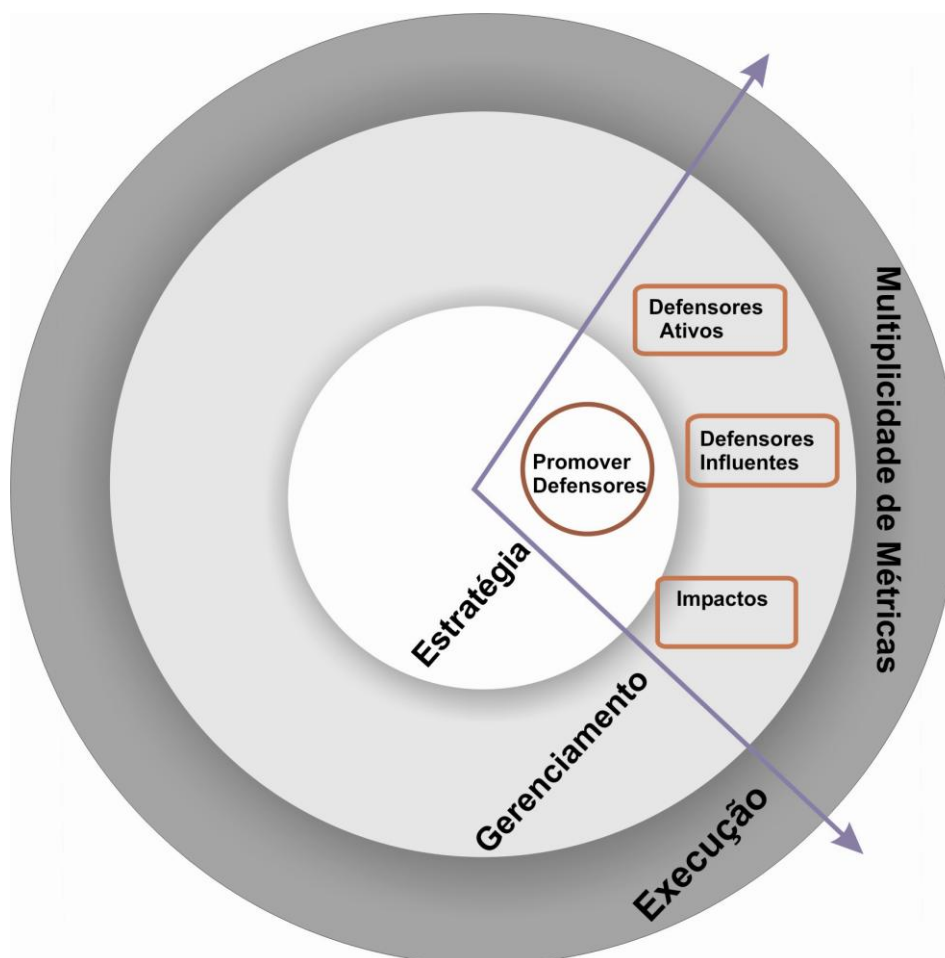 Defensores
Ativos
Defensores
Influentes
Promover
Defensores
Impactos
Estratégia
Gerenciamento
Execução
Multiplicidade de Métricas